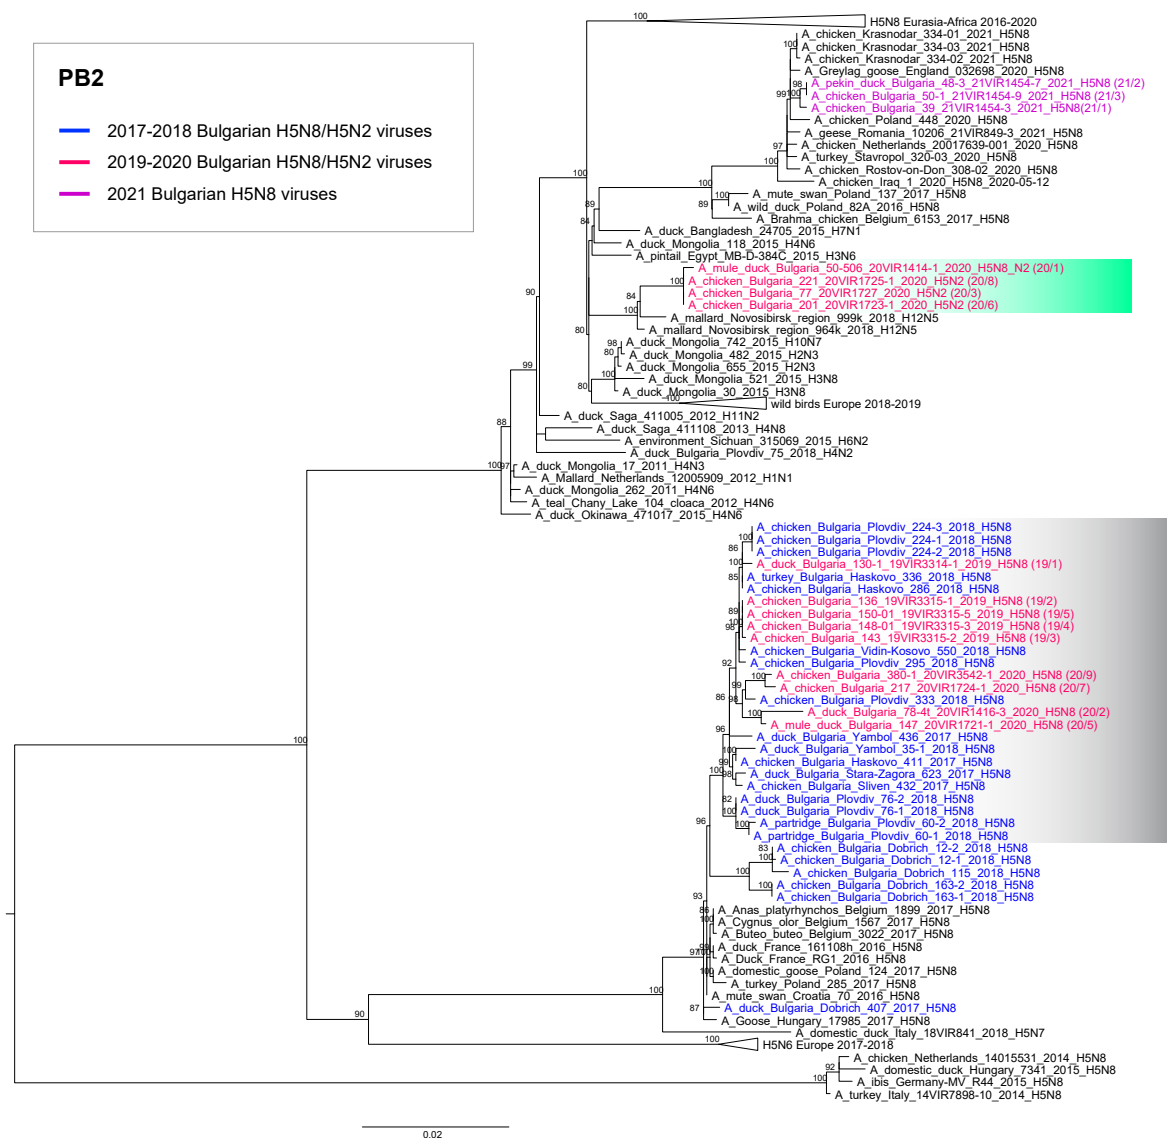 PB2
2017-2018 Bulgarian H5N8/H5N2 viruses
2019-2020 Bulgarian H5N8/H5N2 viruses
2021 Bulgarian H5N8 viruses
H5N8 Eurasia-Africa 2016-2020
A_chicken_Krasnodar_334-01_2021_H5N8
A_chicken_Krasnodar_334-03_2021_H5N8
A_chicken_Krasnodar_334-02_2021_H5N8
A_Greylag_goose_England_032698_2020_H5N8
A_pekin_duck_Bulgaria_48-3_21VIR1454-7_2021_H5N8 (21/2)
A_chicken_Bulgaria_50-1_21VIR1454-9_2021_H5N8 (21/3)
A_chicken_Bulgaria_39_21VIR1454-3_2021_H5N8(21/1)
A_chicken_Poland_448_2020_H5N8
A_geese_Romania_10206_21VIR849-3_2021_H5N8
A_chicken_Netherlands_20017639-001_2020_H5N8
A_turkey_Stavropol_320-03_2020_H5N8
A_chicken_Rostov-on-Don_308-02_2020_H5N8
A_chicken_Iraq_1_2020_H5N8_2020-05-12
A_mute_swan_Poland_137_2017_H5N8
A_wild_duck_Poland_82A_2016_H5N8
A_Brahma_chicken_Belgium_6153_2017_H5N8
A_duck_Bangladesh_24705_2015_H7N1
A_duck_Mongolia_118_2015_H4N6
A_pintail_Egypt_MB-D-384C_2015_H3N6
A_mule_duck_Bulgaria_50-506_20VIR1414-1_2020_H5N8_N2 (20/1)
A_chicken_Bulgaria_221_20VIR1725-1_2020_H5N2 (20/8)
A_chicken_Bulgaria_77_20VIR1727_2020_H5N2 (20/3)
A_chicken_Bulgaria_201_20VIR1723-1_2020_H5N2 (20/6)
A_mallard_Novosibirsk_region_999k_2018_H12N5
A_mallard_Novosibirsk_region_964k_2018_H12N5
A_duck_Mongolia_742_2015_H10N7
A_duck_Mongolia_482_2015_H2N3
A_duck_Mongolia_655_2015_H2N3
A_duck_Mongolia_521_2015_H3N8
A_duck_Mongolia_30_2015_H3N8
wild birds Europe 2018-2019
A_duck_Saga_411005_2012_H11N2
A_duck_Saga_411108_2013_H4N8
A_environment_Sichuan_315069_2015_H6N2
A_duck_Bulgaria_Plovdiv_75_2018_H4N2
A_duck_Mongolia_17_2011_H4N3
A_Mallard_Netherlands_12005909_2012_H1N1
A_duck_Mongolia_262_2011_H4N6
A_teal_Chany_Lake_104_cloaca_2012_H4N6
A_duck_Okinawa_471017_2015_H4N6
A_chicken_Bulgaria_Plovdiv_224-3_2018_H5N8
A_chicken_Bulgaria_Plovdiv_224-1_2018_H5N8
A_chicken_Bulgaria_Plovdiv_224-2_2018_H5N8
A_duck_Bulgaria_130-1_19VIR3314-1_2019_H5N8 (19/1)
A_turkey_Bulgaria_Haskovo_336_2018_H5N8
A_chicken_Bulgaria_Haskovo_286_2018_H5N8
A_chicken_Bulgaria_136_19VIR3315-1_2019_H5N8 (19/2)
A_chicken_Bulgaria_150-01_19VIR3315-5_2019_H5N8 (19/5)
A_chicken_Bulgaria_148-01_19VIR3315-3_2019_H5N8 (19/4)
A_chicken_Bulgaria_143_19VIR3315-2_2019_H5N8 (19/3)
A_chicken_Bulgaria_Vidin-Kosovo_550_2018_H5N8
A_chicken_Bulgaria_Plovdiv_295_2018_H5N8
A_chicken_Bulgaria_380-1_20VIR3542-1_2020_H5N8 (20/9)
A_chicken_Bulgaria_217_20VIR1724-1_2020_H5N8 (20/7)
A_chicken_Bulgaria_Plovdiv_333_2018_H5N8
A_duck_Bulgaria_78-4t_20VIR1416-3_2020_H5N8 (20/2)
A_mule_duck_Bulgaria_147_20VIR1721-1_2020_H5N8 (20/5)
A_duck_Bulgaria_Yambol_436_2017_H5N8
A_duck_Bulgaria_Yambol_35-1_2018_H5N8
A_chicken_Bulgaria_Haskovo_411_2017_H5N8
A_duck_Bulgaria_Stara-Zagora_623_2017_H5N8
A_chicken_Bulgaria_Sliven_432_2017_H5N8
A_duck_Bulgaria_Plovdiv_76-2_2018_H5N8
A_duck_Bulgaria_Plovdiv_76-1_2018_H5N8
A_partridge_Bulgaria_Plovdiv_60-2_2018_H5N8
A_partridge_Bulgaria_Plovdiv_60-1_2018_H5N8
A_chicken_Bulgaria_Dobrich_12-2_2018_H5N8
A_chicken_Bulgaria_Dobrich_12-1_2018_H5N8
A_chicken_Bulgaria_Dobrich_115_2018_H5N8
A_chicken_Bulgaria_Dobrich_163-2_2018_H5N8
A_chicken_Bulgaria_Dobrich_163-1_2018_H5N8
A_Anas_platyrhynchos_Belgium_1899_2017_H5N8
A_Cygnus_olor_Belgium_1567_2017_H5N8
A_Buteo_buteo_Belgium_3022_2017_H5N8
A_duck_France_161108h_2016_H5N8
A_Duck_France_RG1_2016_H5N8
A_domestic_goose_Poland_124_2017_H5N8
A_turkey_Poland_285_2017_H5N8
A_mute_swan_Croatia_70_2016_H5N8
A_duck_Bulgaria_Dobrich_407_2017_H5N8
A_Goose_Hungary_17985_2017_H5N8
A_domestic_duck_Italy_18VIR841_2018_H5N7
H5N6 Europe 2017-2018
A_chicken_Netherlands_14015531_2014_H5N8
A_domestic_duck_Hungary_7341_2015_H5N8
A_ibis_Germany-MV_R44_2015_H5N8
A_turkey_Italy_14VIR7898-10_2014_H5N8
0.02